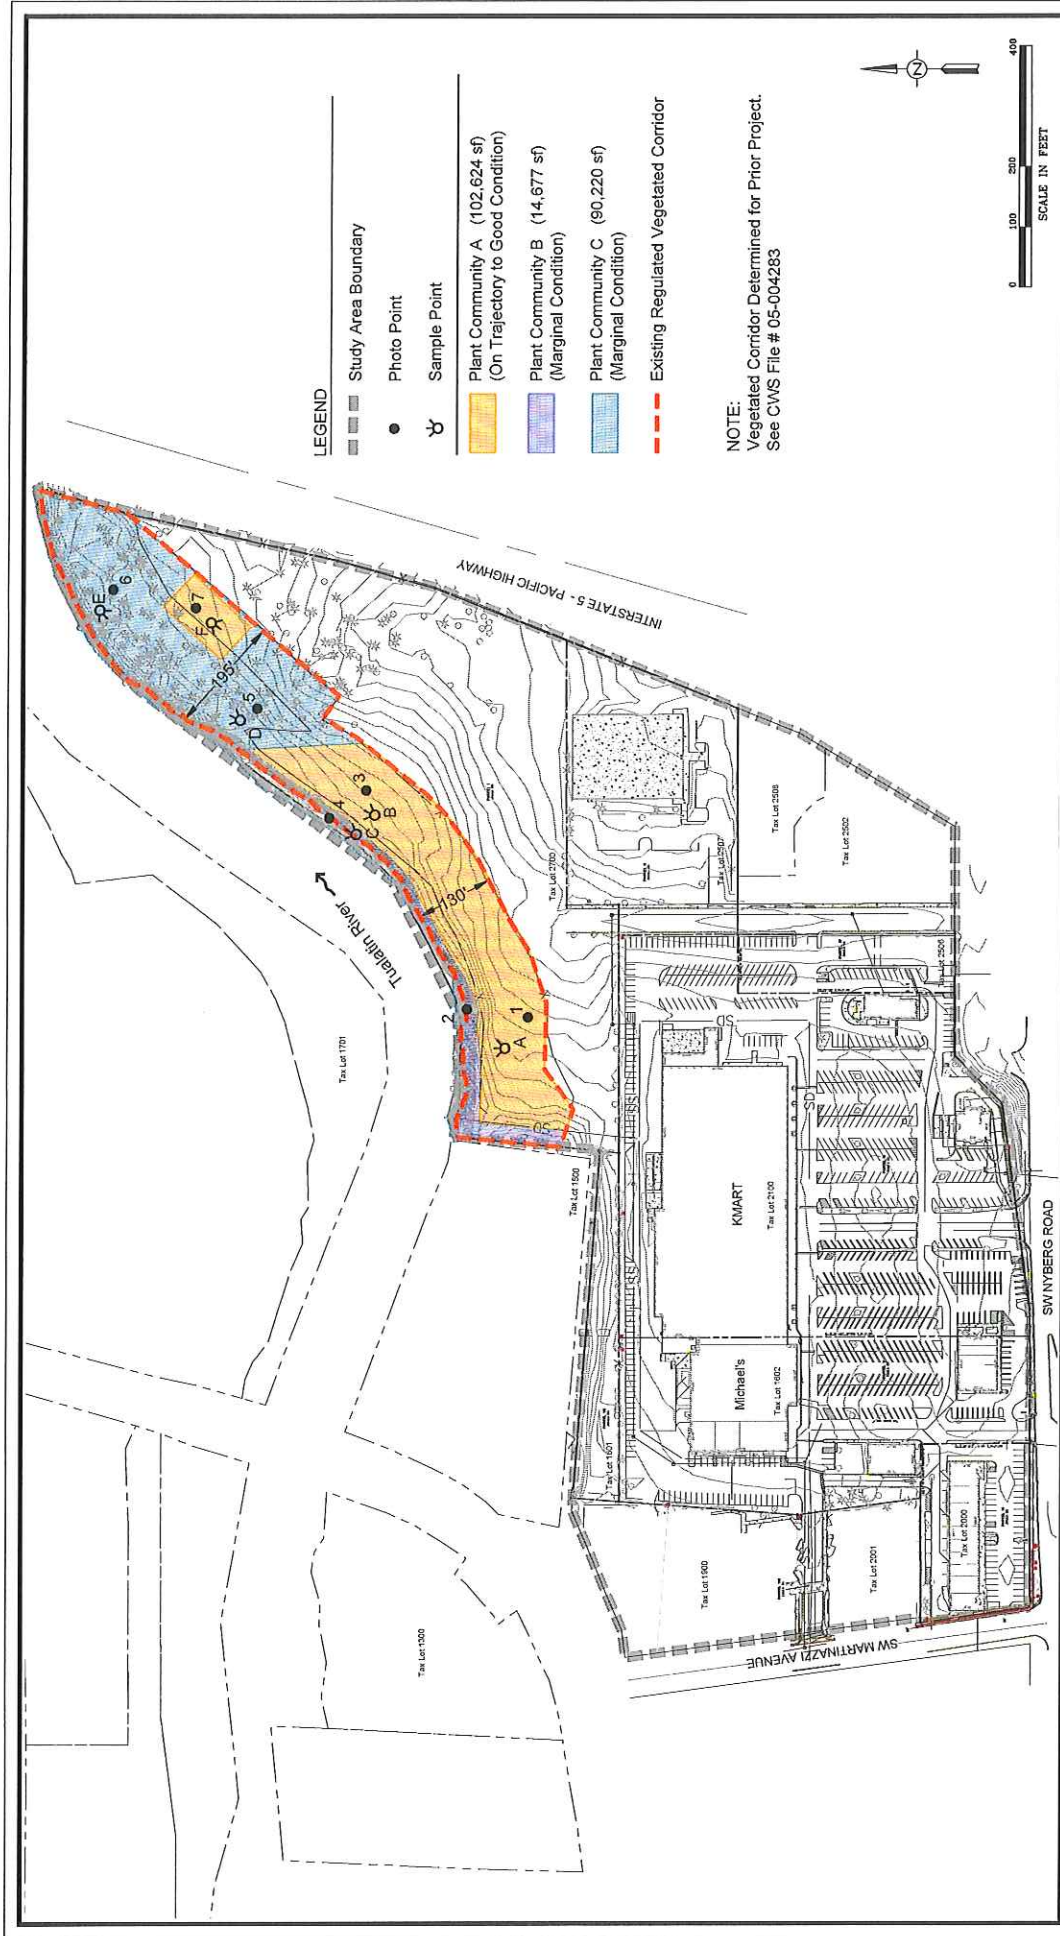 LEGEND
Study Area Boundary
Photo Point
Sample Point
Plant Community A (102,624 sf)
(On Trajectory to Good Condition)
Plant Community B (14,677 sf)
(Marginal Condition)
Plant Community C (90,220 sf)
(Marginal Condition)
Existing Regulated Vegetated Corridor
NOTE:
Vegetated Corridor Determined for Prior Project.
See CWS File # 05-004283
N
0 100 200 400
SCALE IN FEET
INTERSTATE 5 - PACIFIC HIGHWAY
Tualatin River
E
6
7
F
195'
5
D
4
3
C
B
130'
2
1
A
SD
SD
SD
Tax Lot 1701
Tax Lot 1300
Tax Lot 1500
Tax Lot 1601
Tax Lot 2700
Tax Lot 2507
Tax Lot 2508
Tax Lot 2502
Tax Lot 2506
KMART
Tax Lot 2100
Michael's
Tax Lot 1602
Tax Lot 1900
Tax Lot 2001
Tax Lot 2000
SW MARTINAZZI AVENUE
SW NYBERG ROAD